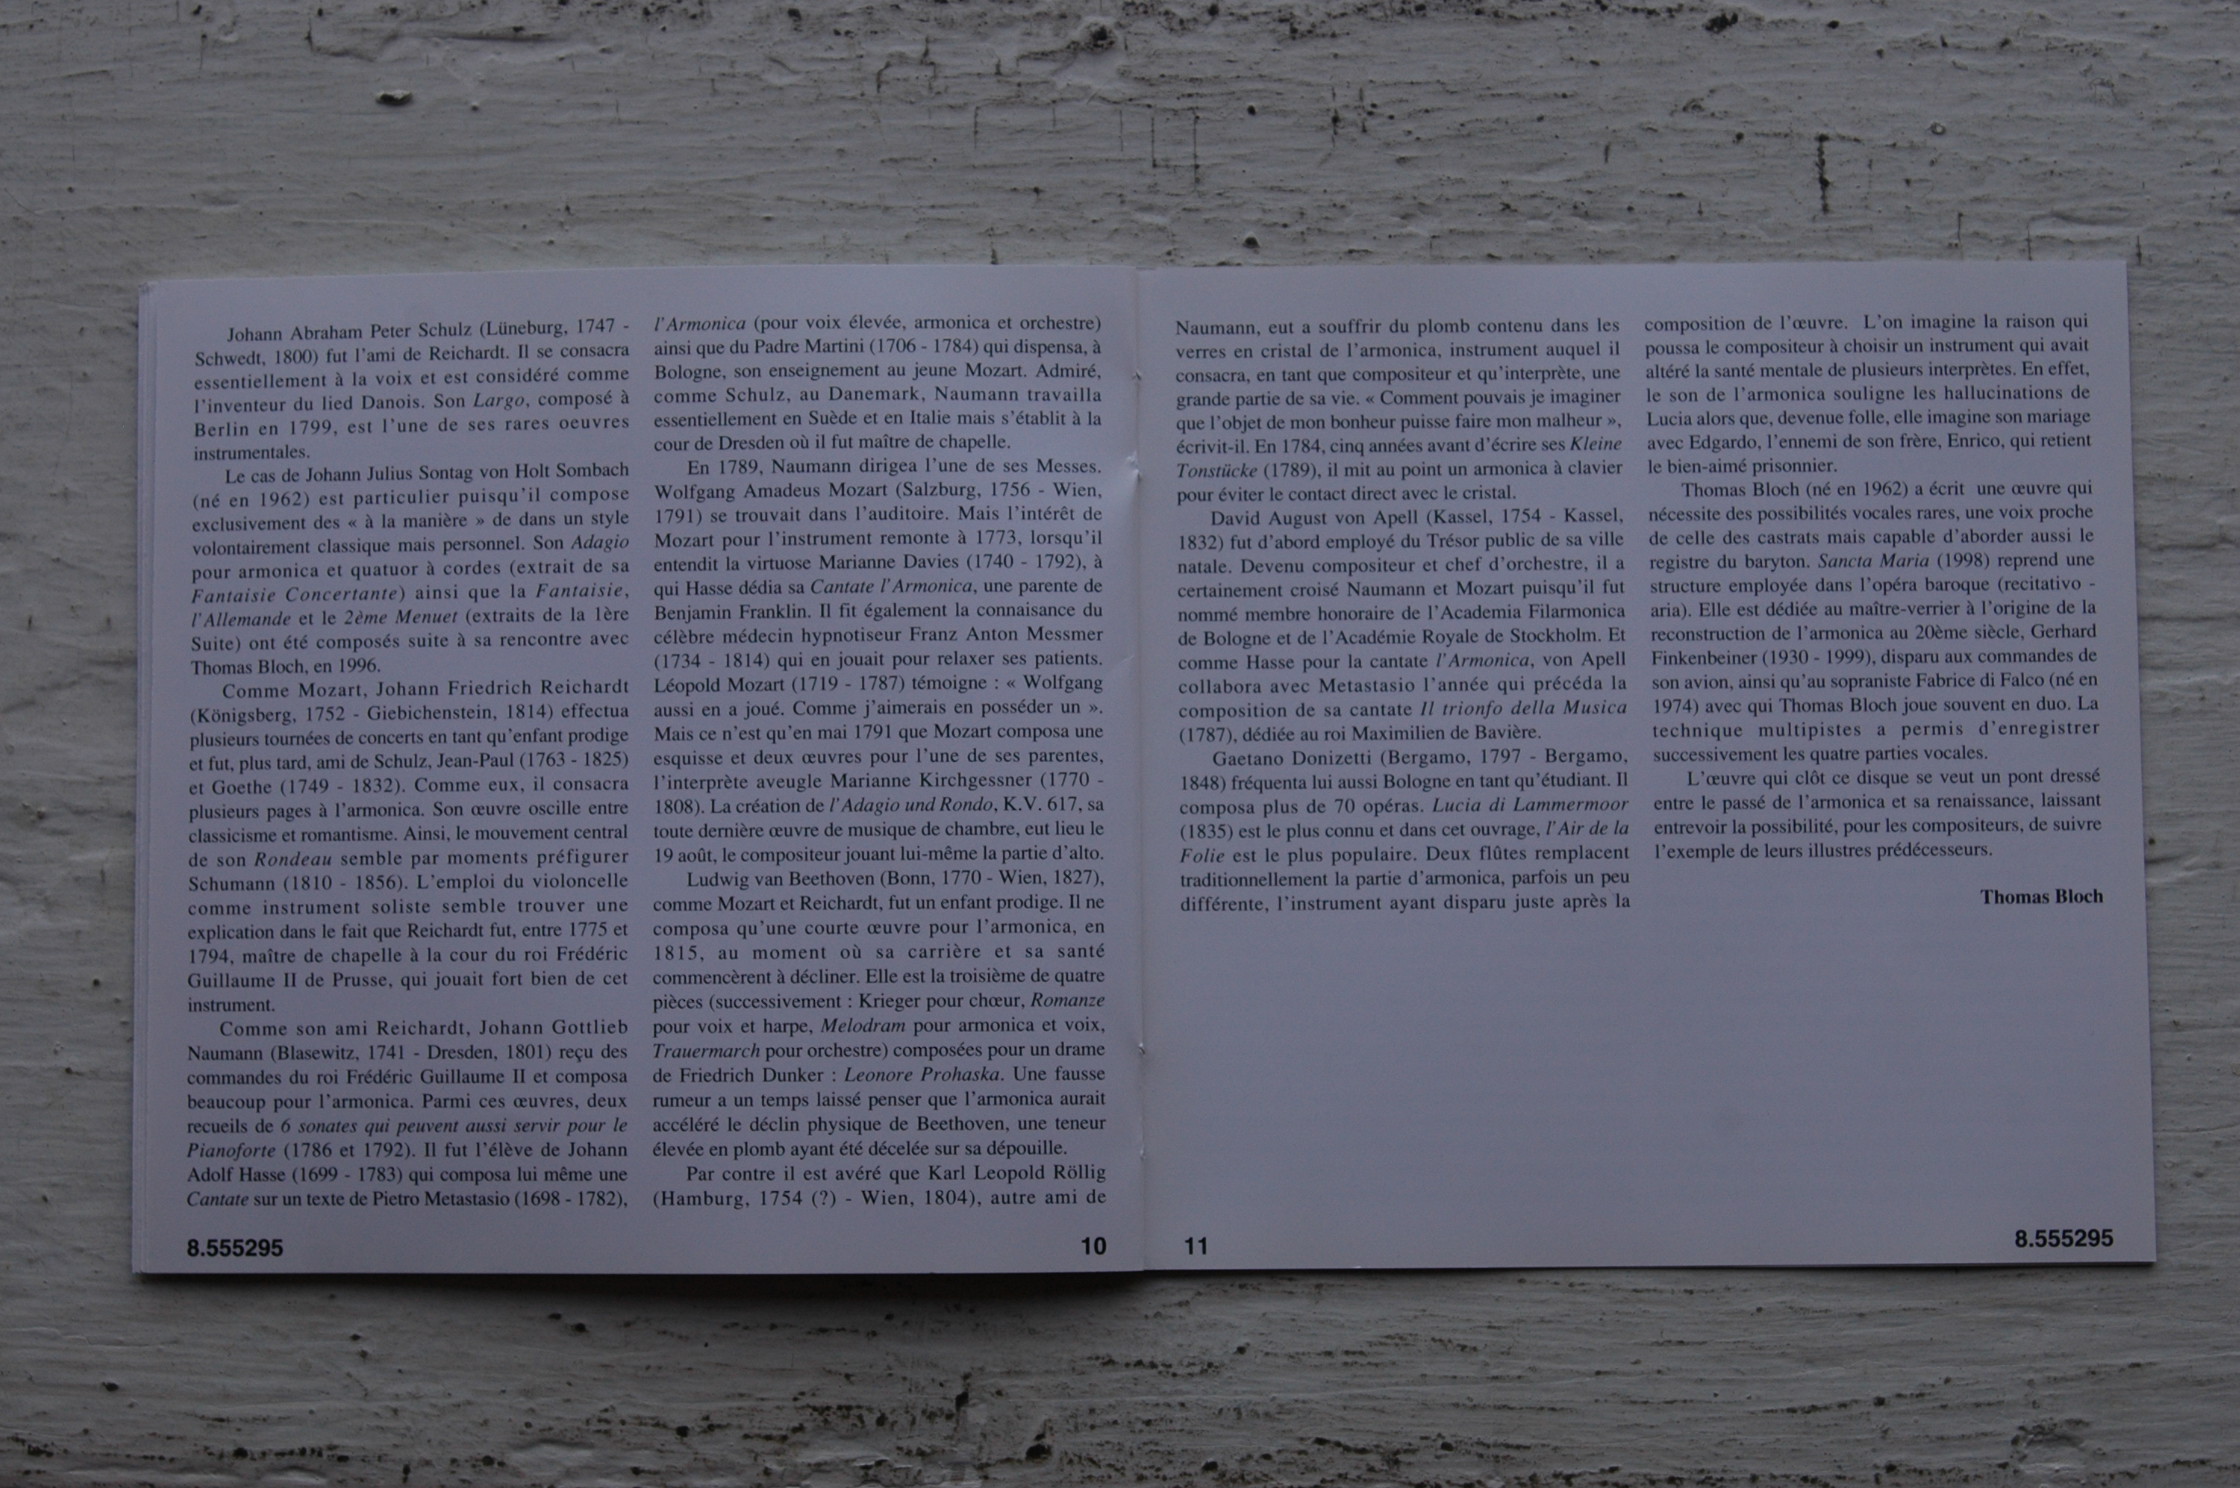 Johann Abraham Peter Schulz (Lüneburg, 1747 -
Schwedt, 1800) fut l'ami de Reichardt. Il se consacra
essentiellement à la voix et est considéré comme
l'inventeur du lied Danois. Son Largo, composé à
Berlin en 1799, est l'une de ses rares oeuvres
instrumentales.
Le cas de Johann Julius Sontag von Holt Sombach
(né en 1962) est particulier puisqu'il compose
exclusivement des « à la manière » de dans un style
volontairement classique mais personnel. Son Adagio
pour armonica et quatuor à cordes (extrait de sa
Fantaisie Concertante) ainsi que la Fantaisie,
l'Allemande et le 2ème Menuet (extraits de la 1ère
Suite) ont été composés suite à sa rencontre avec
Thomas Bloch, en 1996.
Comme Mozart, Johann Friedrich Reichardt
(Königsberg, 1752 - Giebichenstein, 1814) effectua
plusieurs tournées de concerts en tant qu'enfant prodige
et fut, plus tard, ami de Schulz, Jean-Paul (1763 - 1825)
et Goethe (1749 - 1832). Comme eux, il consacra
plusieurs pages à l'armonica. Son œuvre oscille entre
classicisme et romantisme. Ainsi, le mouvement central
de son Rondeau semble par moments préfigurer
Schumann (1810 - 1856). L'emploi du violoncelle
comme instrument soliste semble trouver une
explication dans le fait que Reichardt fut, entre 1775 et
1794, maître de chapelle à la cour du roi Frédéric
Guillaume II de Prusse, qui jouait fort bien de cet
instrument.
Comme son ami Reichardt, Johann Gottlieb
Naumann (Blasewitz, 1741 - Dresden, 1801) reçu des
commandes du roi Frédéric Guillaume II et composa
beaucoup pour l'armonica. Parmi ces œuvres, deux
recueils de 6 sonates qui peuvent aussi servir pour le
Pianoforte (1786 et 1792). Il fut l'élève de Johann
Adolf Hasse (1699 - 1783) qui composa lui même une
Cantate sur un texte de Pietro Metastasio (1698 - 1782),
l'Armonica (pour voix élevée, armonica et orchestre)
ainsi que du Padre Martini (1706 - 1784) qui dispensa, à
Bologne, son enseignement au jeune Mozart. Admiré,
comme Schulz, au Danemark, Naumann travailla
essentiellement en Suède et en Italie mais s'établit à la
cour de Dresden où il fut maître de chapelle.
En 1789, Naumann dirigea l'une de ses Messes.
Wolfgang Amadeus Mozart (Salzburg, 1756 - Wien,
1791) se trouvait dans l'auditoire. Mais l'intérêt de
Mozart pour l'instrument remonte à 1773, lorsqu'il
entendit la virtuose Marianne Davies (1740 - 1792), à
qui Hasse dédia sa Cantate l'Armonica, une parente de
Benjamin Franklin. Il fit également la connaisance du
célèbre médecin hypnotiseur Franz Anton Messmer
(1734 - 1814) qui en jouait pour relaxer ses patients.
Léopold Mozart (1719 - 1787) témoigne : « Wolfgang
aussi en a joué. Comme j'aimerais en posséder un ».
Mais ce n'est qu'en mai 1791 que Mozart composa une
esquisse et deux œuvres pour l'une de ses parentes,
l'interprète aveugle Marianne Kirchgessner (1770 -
1808). La création de l'Adagio und Rondo, K.V. 617, sa
toute dernière œuvre de musique de chambre, eut lieu le
19 août, le compositeur jouant lui-même la partie d'alto.
Ludwig van Beethoven (Bonn, 1770 - Wien, 1827),
comme Mozart et Reichardt, fut un enfant prodige. Il ne
composa qu'une courte œuvre pour l'armonica, en
1815, au moment où sa carrière et sa santé
commencèrent à décliner. Elle est la troisième de quatre
pièces (successivement : Krieger pour chœur, Romanze
pour voix et harpe, Melodram pour armonica et voix,
Trauermarch pour orchestre) composées pour un drame
de Friedrich Dunker : Leonore Prohaska. Une fausse
rumeur a un temps laissé penser que l'armonica aurait
accéléré le déclin physique de Beethoven, une teneur
élevée en plomb ayant été décelée sur sa dépouille.
Par contre il est avéré que Karl Leopold Röllig
(Hamburg, 1754 (?) - Wien, 1804), autre ami de
8.555295
10
Naumann, eut a souffrir du plomb contenu dans les
verres en cristal de l'armonica, instrument auquel il
consacra, en tant que compositeur et qu'interprète, une
grande partie de sa vie. « Comment pouvais je imaginer
que l'objet de mon bonheur puisse faire mon malheur »,
écrivit-il. En 1784, cinq années avant d'écrire ses Kleine
Tonstücke (1789), il mit au point un armonica à clavier
pour éviter le contact direct avec le cristal.
David August von Apell (Kassel, 1754 - Kassel,
1832) fut d'abord employé du Trésor public de sa ville
natale. Devenu compositeur et chef d'orchestre, il a
certainement croisé Naumann et Mozart puisqu'il fut
nommé membre honoraire de l'Academia Filarmonica
de Bologne et de l'Académie Royale de Stockholm. Et
comme Hasse pour la cantate l'Armonica, von Apell
collabora avec Metastasio l'année qui précéda la
composition de sa cantate Il trionfo della Musica
(1787), dédiée au roi Maximilien de Bavière.
Gaetano Donizetti (Bergamo, 1797 - Bergamo,
1848) fréquenta lui aussi Bologne en tant qu'étudiant. Il
composa plus de 70 opéras. Lucia di Lammermoor
(1835) est le plus connu et dans cet ouvrage, l'Air de la
Folie est le plus populaire. Deux flûtes remplacent
traditionnellement la partie d'armonica, parfois un peu
différente, l'instrument ayant disparu juste après la
composition de l'œuvre. L'on imagine la raison qui
poussa le compositeur à choisir un instrument qui avait
altéré la santé mentale de plusieurs interprètes. En effet,
le son de l'armonica souligne les hallucinations de
Lucia alors que, devenue folle, elle imagine son mariage
avec Edgardo, l'ennemi de son frère, Enrico, qui retient
le bien-aimé prisonnier.
Thomas Bloch (né en 1962) a écrit une œuvre qui
nécessite des possibilités vocales rares, une voix proche
de celle des castrats mais capable d'aborder aussi le
registre du baryton. Sancta Maria (1998) reprend une
structure employée dans l'opéra baroque (recitativo -
aria). Elle est dédiée au maître-verrier à l'origine de la
reconstruction de l'armonica au 20ème siècle, Gerhard
Finkenbeiner (1930 - 1999), disparu aux commandes de
son avion, ainsi qu'au sopraniste Fabrice di Falco (né en
1974) avec qui Thomas Bloch joue souvent en duo. La
technique multipistes a permis d'enregistrer
successivement les quatre parties vocales.
L'œuvre qui clôt ce disque se veut un pont dressé
entre le passé de l'armonica et sa renaissance, laissant
entrevoir la possibilité, pour les compositeurs, de suivre
l'exemple de leurs illustres prédécesseurs.
Thomas Bloch
11
8.555295